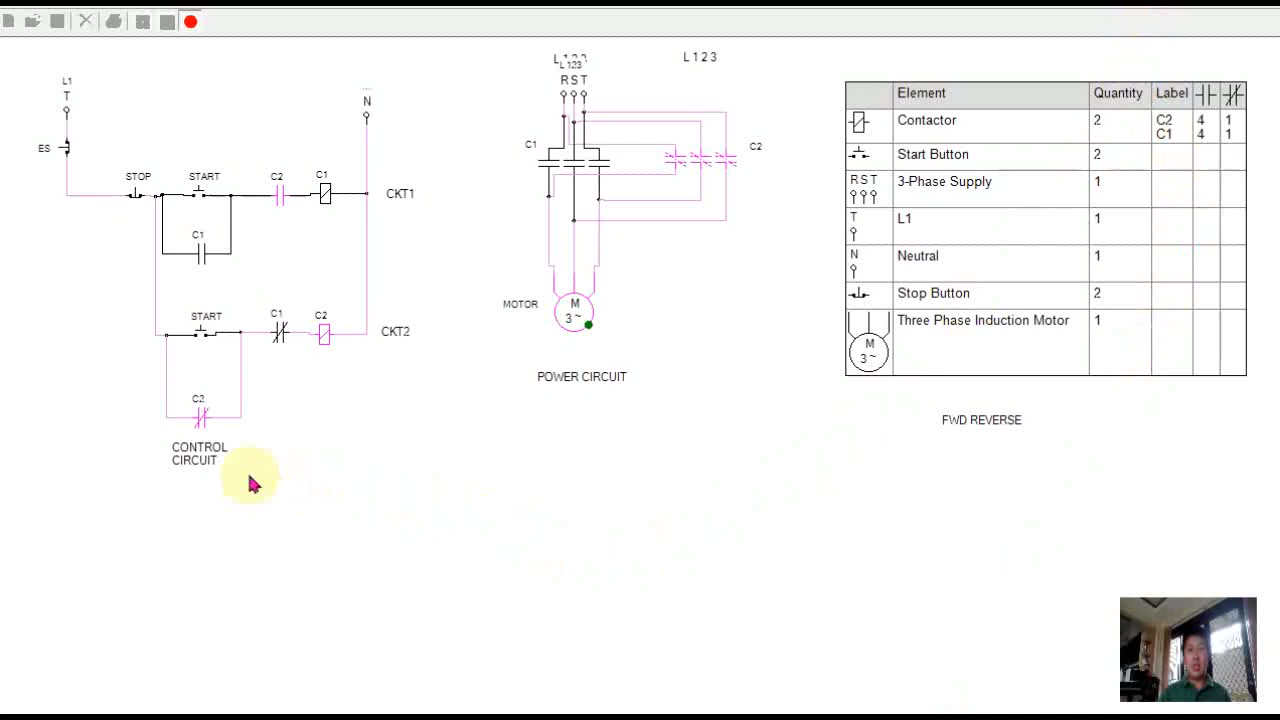 L1
T
ES
STOP
START
C2
C1
N
CKT1
C1
START
C1
C2
CKT2
C2
CONTROL
CIRCUIT
L 1 2 3
L 123
R S T
L 1 2 3
C1
C2
MOTOR
M
3 ~
POWER CIRCUIT
Element Quantity Label
Contactor 2 C2 4 1
C1 4 1
Start Button 2
R S T 3-Phase Supply 1
T L1 1
N Neutral 1
Stop Button 2
Three Phase Induction Motor 1
M
3 ~
FWD REVERSE